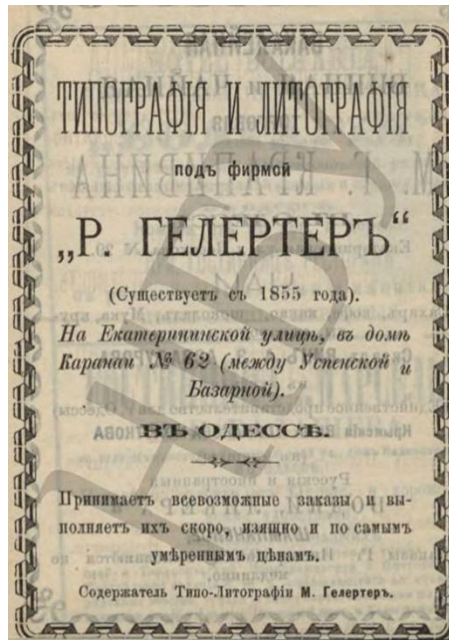 ТИПОГРАФІЯ И ЛИТОГРАФІЯ
подъ фирмой
„Р. ГЕЛЕРТЕРЪ“
(Существуетъ съ 1855 года).
На Екатерининской улицѣ, въ домѣ
Каранаи № 62 (между Успенской и
Базарной).
ВЪ ОДЕССѢ.
Принимаетъ всевозможные заказы и вы-
полняетъ ихъ скоро, изящно и по самымъ
умѣреннымъ цѣнамъ.
Содержатель Типо-Литографіи М. Гелертеръ.